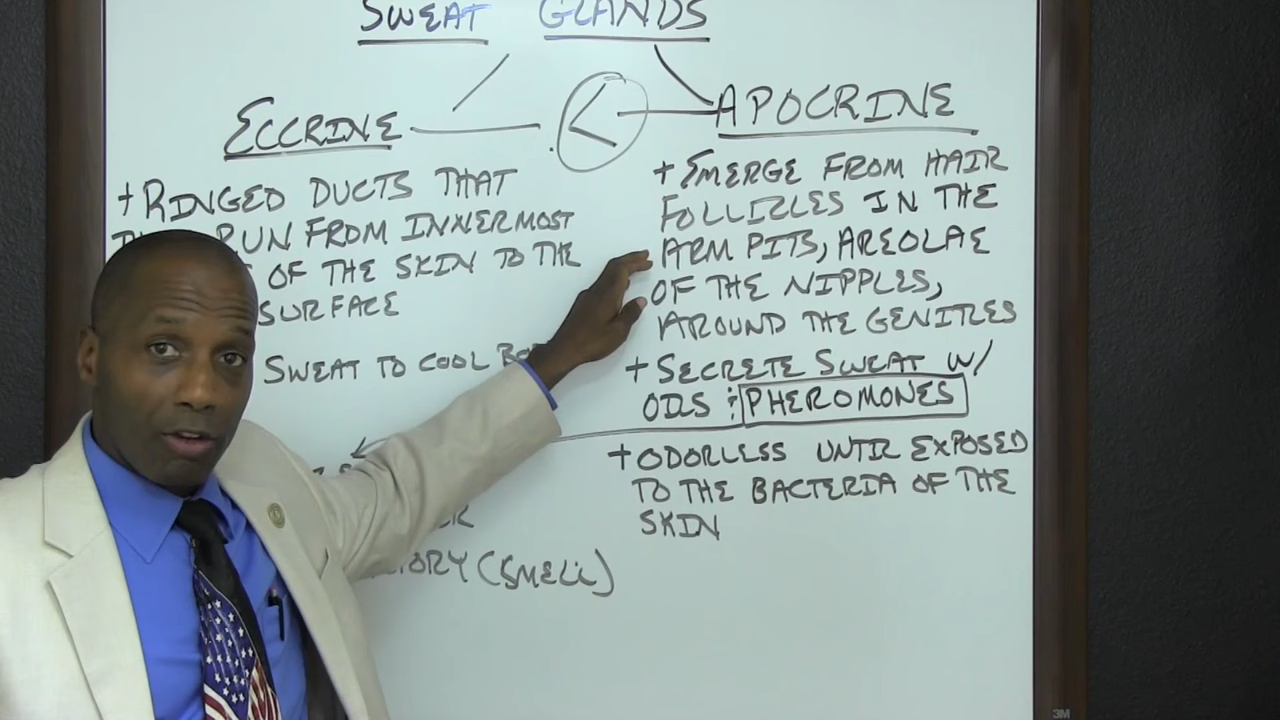 SWEAT GLANDS
ECCRINE < APOCRINE
+ RINGED DUCTS THAT
RUN FROM INNERMOST
OF THE SKIN TO THE
SURFACE
SWEAT TO COOL
+ EMERGE FROM HAIR
FOLLICLES IN THE
ARM PITS, AREOLAE
OF THE NIPPLES,
AROUND THE GENITLES
+ SECRETE SWEAT W/
OILS & PHEROMONES
+ ODORLESS UNTIL EXPOSED
TO THE BACTERIA OF THE
SKIN
(SMELL)
3M